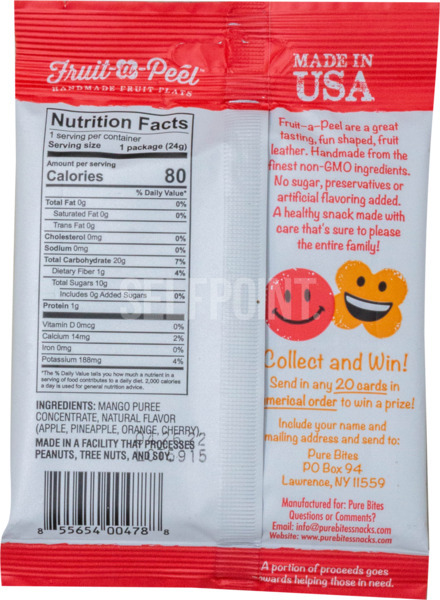 Fruit-a-Peel™
HANDMADE FRUIT FLATS
MADE IN
USA
Nutrition Facts
1 serving per container
Serving size 1 package (24g)
Amount per serving
Calories 80
% Daily Value*
Total Fat 0g 0%
Saturated Fat 0g 0%
Trans Fat 0g
Cholesterol 0mg 0%
Sodium 0mg 0%
Total Carbohydrate 20g 7%
Dietary Fiber 1g 4%
Total Sugars 10g
Includes 0g Added Sugars 0%
Protein 1g
Vitamin D 0mcg 0%
Calcium 14mg 2%
Iron 0mg 0%
Potassium 188mg 4%
*The % Daily Value tells you how much a nutrient in a
serving of food contributes to a daily diet. 2,000 calories
a day is used for general nutrition advice.
INGREDIENTS: MANGO PUREE
CONCENTRATE, NATURAL FLAVOR
(APPLE, PINEAPPLE, ORANGE, CHERRY)
MADE IN A FACILITY THAT PROCESSES
PEANUTS, TREE NUTS, AND SOY.
8 55654 00478 8
Fruit-a-Peel are a great
tasting, fun shaped, fruit
leather. Handmade from the
finest non-GMO ingredients.
No sugar, preservatives or
artificial flavoring added.
A healthy snack made with
care that's sure to please
the entire family!
SELFPOINT
Collect and Win!
Send in any 20 cards in
merical order to win a prize!
Include your name and
mailing address and send to:
Pure Bites
PO Box 94
Lawrence, NY 11559
Manufactured for: Pure Bites
Questions or Comments?
Email: info@purebitessnacks.com
Website: www.purebitessnacks.com
A portion of proceeds goes
towards helping those in need.